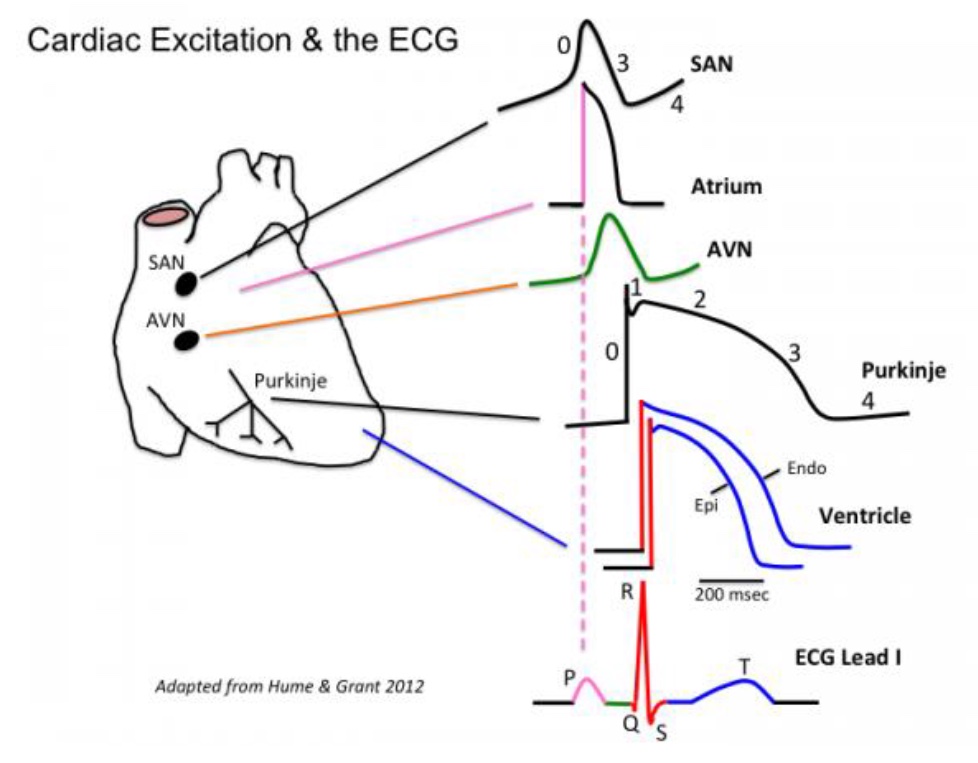 Cardiac Excitation & the ECG
0
3
SAN
4
Atrium
SAN
AVN
AVN
1
2
0
3
Purkinje
Purkinje
4
Endo
Epi
Ventricle
R
200 msec
ECG Lead I
P
T
Q
S
Adapted from Hume & Grant 2012